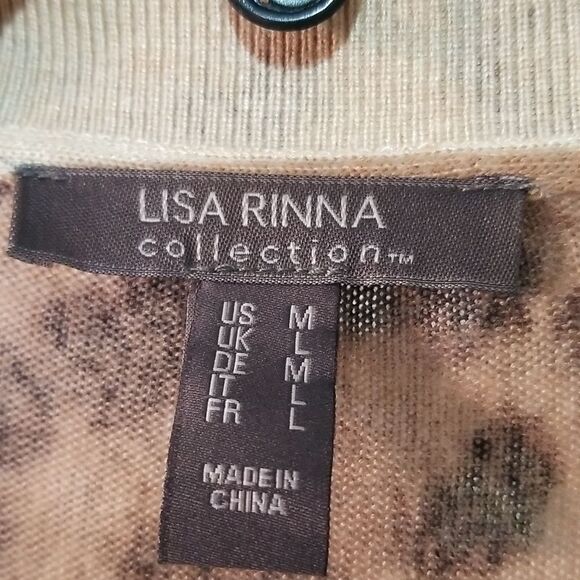 LISA RINNA
collection™
US M
UK L
DE M
IT L
FR L
MADE IN
CHINA